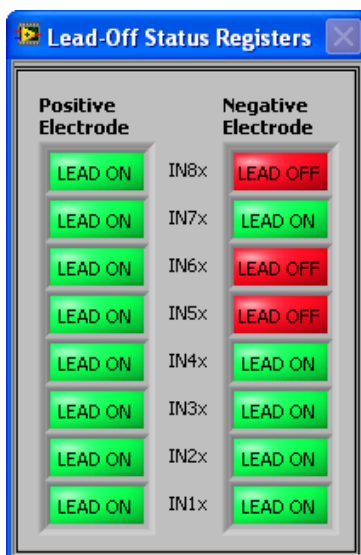 Lead-Off Status Registers
Positive Negative
Electrode Electrode
LEAD ON IN8x LEAD OFF
LEAD ON IN7x LEAD ON
LEAD ON IN6x LEAD OFF
LEAD ON IN5x LEAD OFF
LEAD ON IN4x LEAD ON
LEAD ON IN3x LEAD ON
LEAD ON IN2x LEAD ON
LEAD ON IN1x LEAD ON